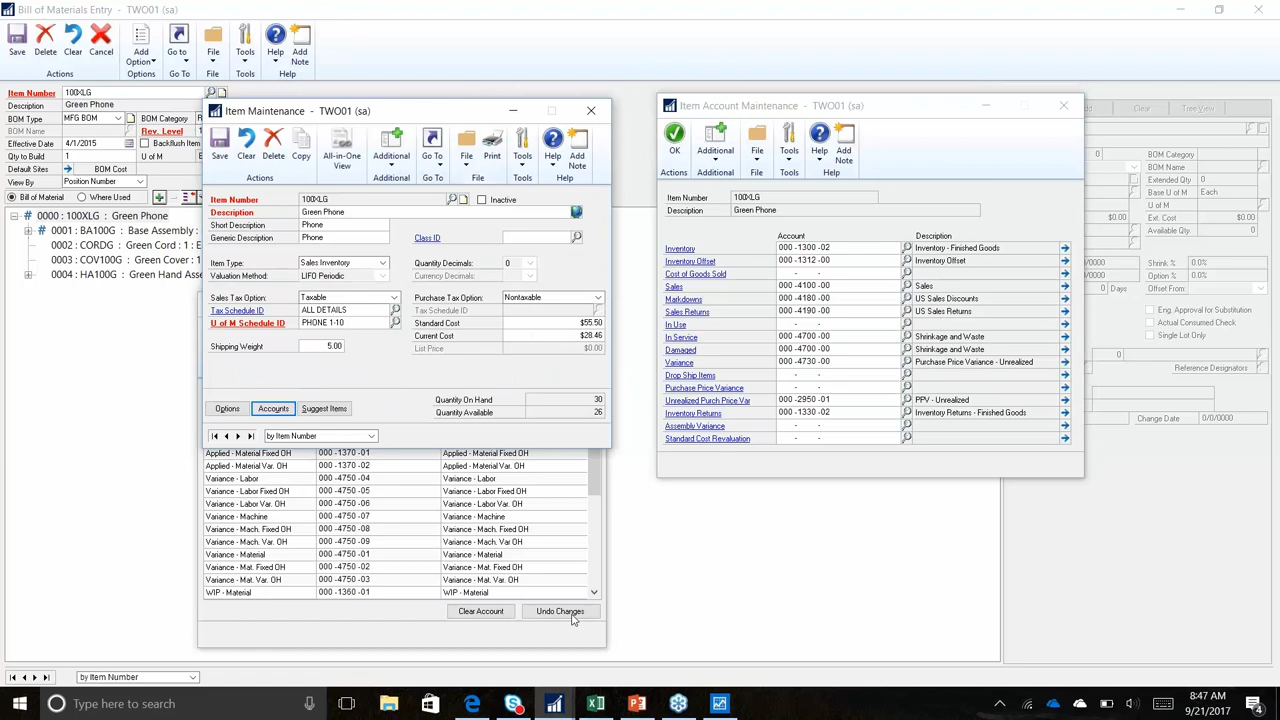 Bill of Materials Entry  -  TWO01 (sa)
Save Delete Clear Cancel Add Option Go to File Tools Help Add Note
Actions Options Go To File Tools Help
Item Number 100XLG
Description Green Phone
BOM Type MFG BOM BOM Category
BOM Name Rev. Level
Effective Date 4/1/2015 Backflush Item
Qty to Build 1 U of M
Default Sites BOM Cost
View By Position Number
Bill of Material Where Used
0000 : 100XLG : Green Phone
0001 : BA100G : Base Assembly
0002 : CORDG : Green Cord : 1 : E
0003 : COV100G : Green Cover : 1
0004 : HA100G : Green Hand Asse
by Item Number
Item Maintenance  -  TWO01 (sa)
Save Clear Delete Copy All-in-One View Additional Go To File Print Tools Help Add Note
Actions Additional Go To File Tools Help
Item Number 100XLG Inactive
Description Green Phone
Short Description Phone
Generic Description Phone Class ID
Item Type: Sales Inventory Quantity Decimals: 0
Valuation Method: LIFO Periodic Currency Decimals:
Sales Tax Option: Taxable Purchase Tax Option: Nontaxable
Tax Schedule ID ALL DETAILS Tax Schedule ID
U of M Schedule ID PHONE 1-10 Standard Cost $55.50
Current Cost $28.46
Shipping Weight 5.00 List Price $0.00
Options Accounts Suggest Items Quantity On Hand 30
Quantity Available 26
by Item Number
Applied - Material Fixed OH 000 -1370 -01 Applied - Material Fixed OH
Applied - Material Var. OH 000 -1370 -02 Applied - Material Var. OH
Variance - Labor 000 -4750 -04 Variance - Labor
Variance - Labor Fixed OH 000 -4750 -05 Variance - Labor Fixed OH
Variance - Labor Var. OH 000 -4750 -06 Variance - Labor Var. OH
Variance - Machine 000 -4750 -07 Variance - Machine
Variance - Mach. Fixed OH 000 -4750 -08 Variance - Mach. Fixed OH
Variance - Mach. Var. OH 000 -4750 -09 Variance - Mach. Var OH
Variance - Material 000 -4750 -01 Variance - Material
Variance - Mat. Fixed OH 000 -4750 -02 Variance - Mat. Fixed OH
Variance - Mat. Var. OH 000 -4750 -03 Variance - Mat. Var. OH
WIP - Material 000 -1360 -01 WIP - Material
Clear Account Undo Changes
Item Account Maintenance  -  TWO01 (sa)
OK Additional File Tools Help Add Note
Actions Additional File Tools Help
Item Number 100XLG
Description Green Phone
Account Description
Inventory 000 -1300 -02 Inventory - Finished Goods
Inventory Offset 000 -1312 -00 Inventory Offset
Cost of Goods Sold - -
Sales 000 -4100 -00 Sales
Markdowns 000 -4180 -00 US Sales Discounts
Sales Returns 000 -4190 -00 US Sales Returns
In Use - -
In Service 000 -4700 -00 Shrinkage and Waste
Damaged 000 -4700 -00 Shrinkage and Waste
Variance 000 -4730 -00 Purchase Price Variance - Unrealized
Drop Ship Items - -
Purchase Price Variance - -
Unrealized Purch Price Var 000 -2950 -01 PPV - Unrealized
Inventory Returns 000 -1330 -02 Inventory Returns - Finished Goods
Assembly Variance - -
Standard Cost Revaluation - -
Clear Tree View
0 BOM Category
0 Extended Qty 0
Base U of M Each
$0.00 Ext. Cost $0.00
Available Qty 0
Shrink % 0.0%
/0000 Option % 0.0%
0 Days Offset From:
Eng. Approval for Substitution
Actual Consumed Check
Single Lot Only
0
Reference Designators
Change Date 0/0/0000
Type here to search
8:47 AM
9/21/2017
4